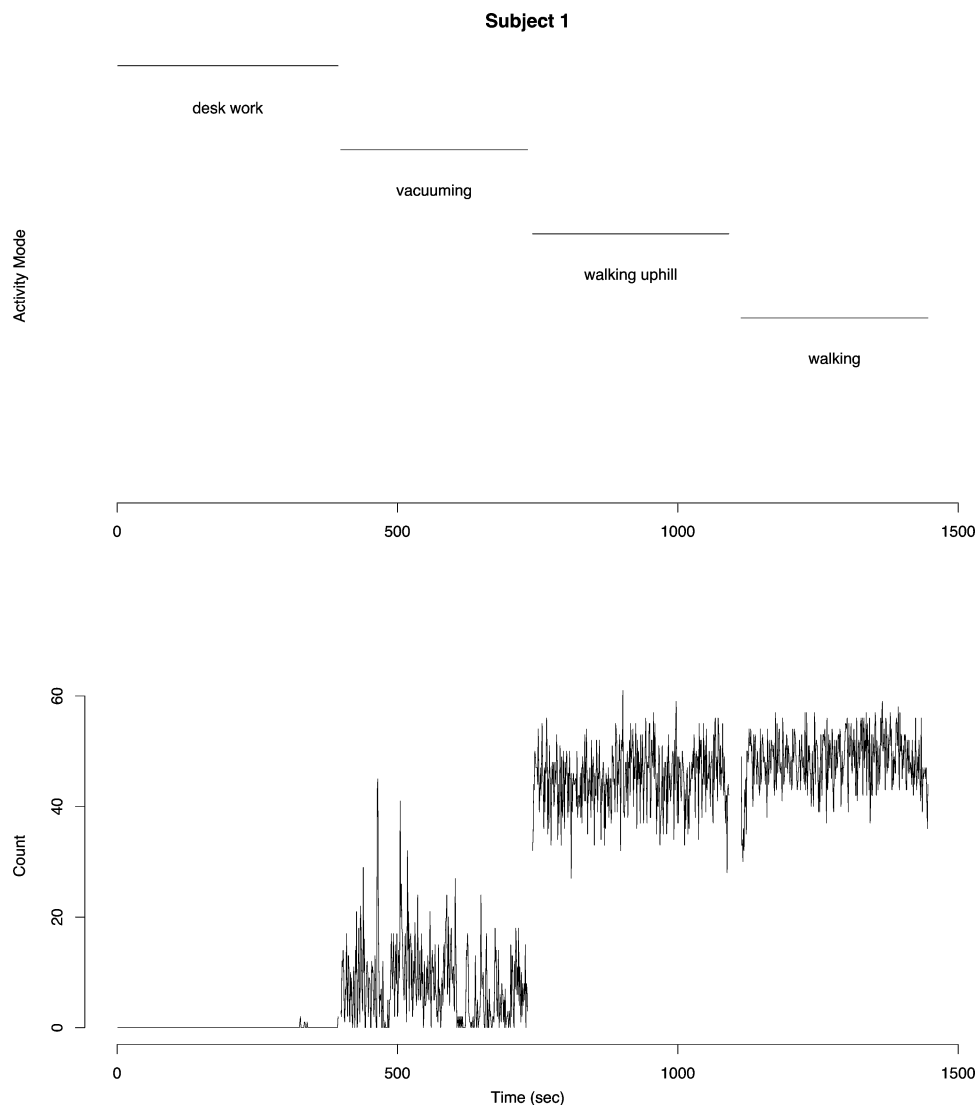 Subject 1
desk work
vacuuming
walking uphill
walking
Activity Mode
0 500 1000 1500
60
40
20
0
Count
0 500 1000 1500
Time (sec)